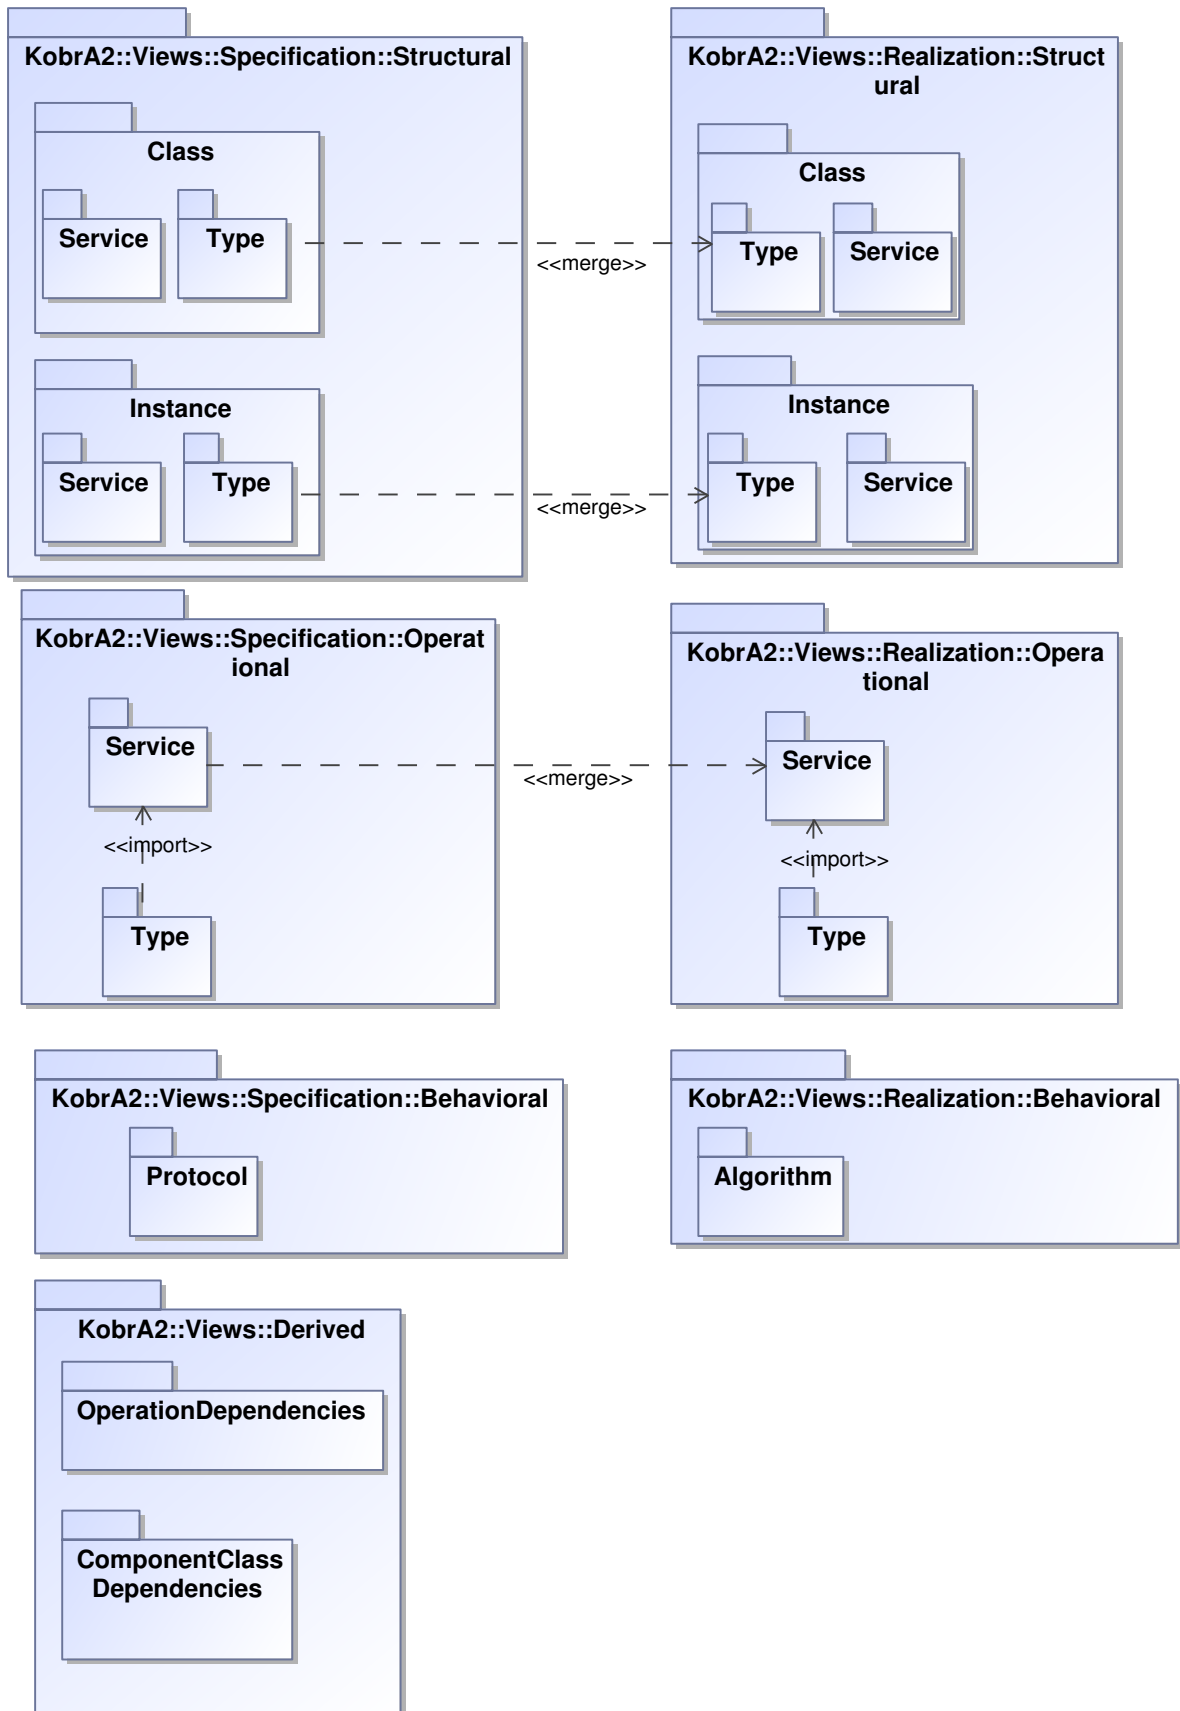 KobrA2::Views::Specification::Structural
Class
Service
Type
Instance
Service
Type
<<merge>>
<<merge>>
KobrA2::Views::Realization::Struct
ural
Class
Type
Service
Instance
Type
Service
KobrA2::Views::Specification::Operat
ional
Service
<<import>>
Type
<<merge>>
KobrA2::Views::Realization::Opera
tional
Service
<<import>>
Type
KobrA2::Views::Specification::Behavioral
Protocol
KobrA2::Views::Realization::Behavioral
Algorithm
KobrA2::Views::Derived
OperationDependencies
ComponentClass
Dependencies